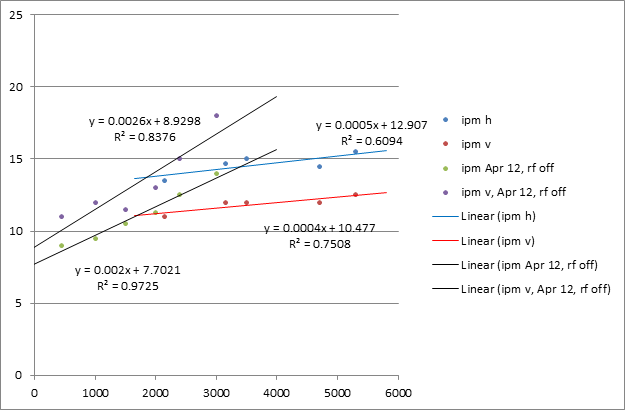 25
20
15
10
5
0
0 1000 2000 3000 4000 5000 6000
y = 0.0026x + 8.9298
R² = 0.8376
y = 0.0005x + 12.907
R² = 0.6094
y = 0.0004x + 10.477
R² = 0.7508
y = 0.002x + 7.7021
R² = 0.9725
ipm h
ipm v
ipm Apr 12, rf off
ipm v, Apr 12, rf off
Linear (ipm h)
Linear (ipm v)
Linear (ipm Apr 12, rf off)
Linear (ipm v, Apr 12, rf off)